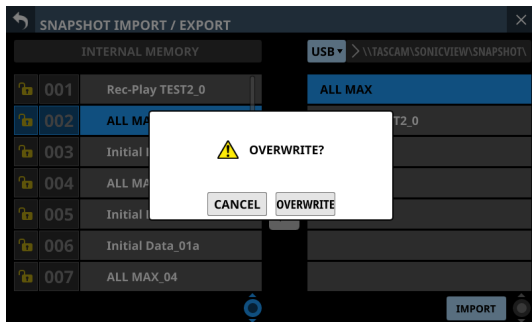 SNAPSHOT IMPORT / EXPORT
INTERNAL MEMORY
USB
\\TASCAM\SONICVIEW\SNAPSHOT\
001 Rec-Play TEST2_0
ALL MAX
002 ALL MA
T2_0
003 Initial
004 ALL MA
005 Initial
006 Initial Data_01a
007 ALL MAX_04
OVERWRITE?
CANCEL
OVERWRITE
IMPORT